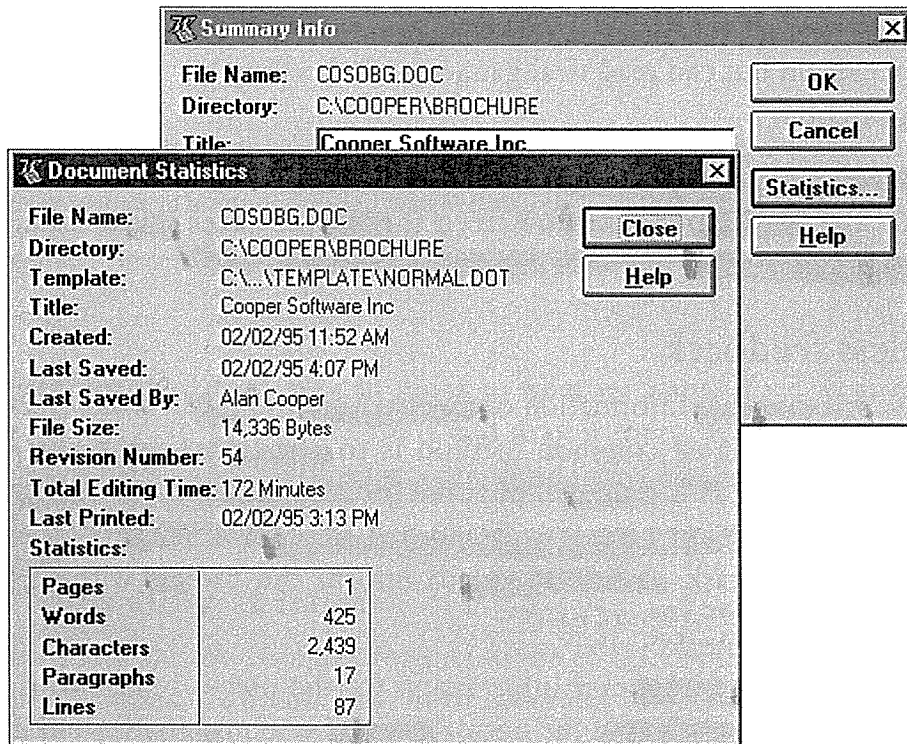 Summary Info
File Name: COSOBG.DOC
Directory: C:\COOPER\BROCHURE
Title: Cooper Software Inc
OK
Cancel
Statistics...
Help
Document Statistics
File Name: COSOBG.DOC
Directory: C:\COOPER\BROCHURE
Template: C:\...\TEMPLATE\NORMAL.DOT
Title: Cooper Software Inc
Created: 02/02/95 11:52 AM
Last Saved: 02/02/95 4:07 PM
Last Saved By: Alan Cooper
File Size: 14,336 Bytes
Revision Number: 54
Total Editing Time: 172 Minutes
Last Printed: 02/02/95 3:13 PM
Statistics:
Pages 1
Words 425
Characters 2,439
Paragraphs 17
Lines 87
Close
Help